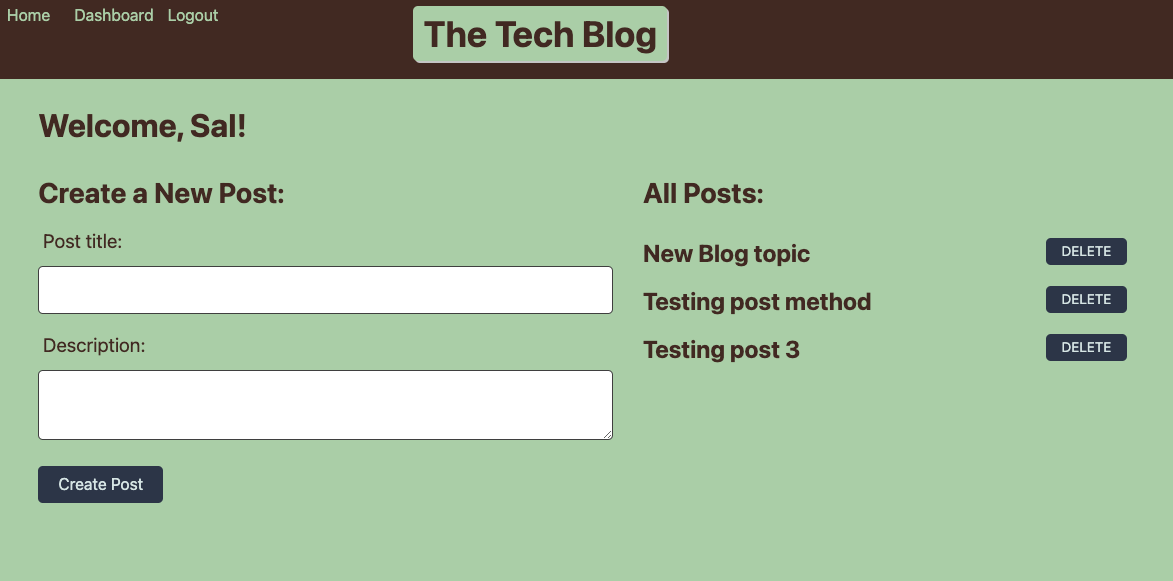 Home Dashboard Logout
The Tech Blog
Welcome, Sal!
Create a New Post:
Post title:
Description:
Create Post
All Posts:
New Blog topic DELETE
Testing post method DELETE
Testing post 3 DELETE